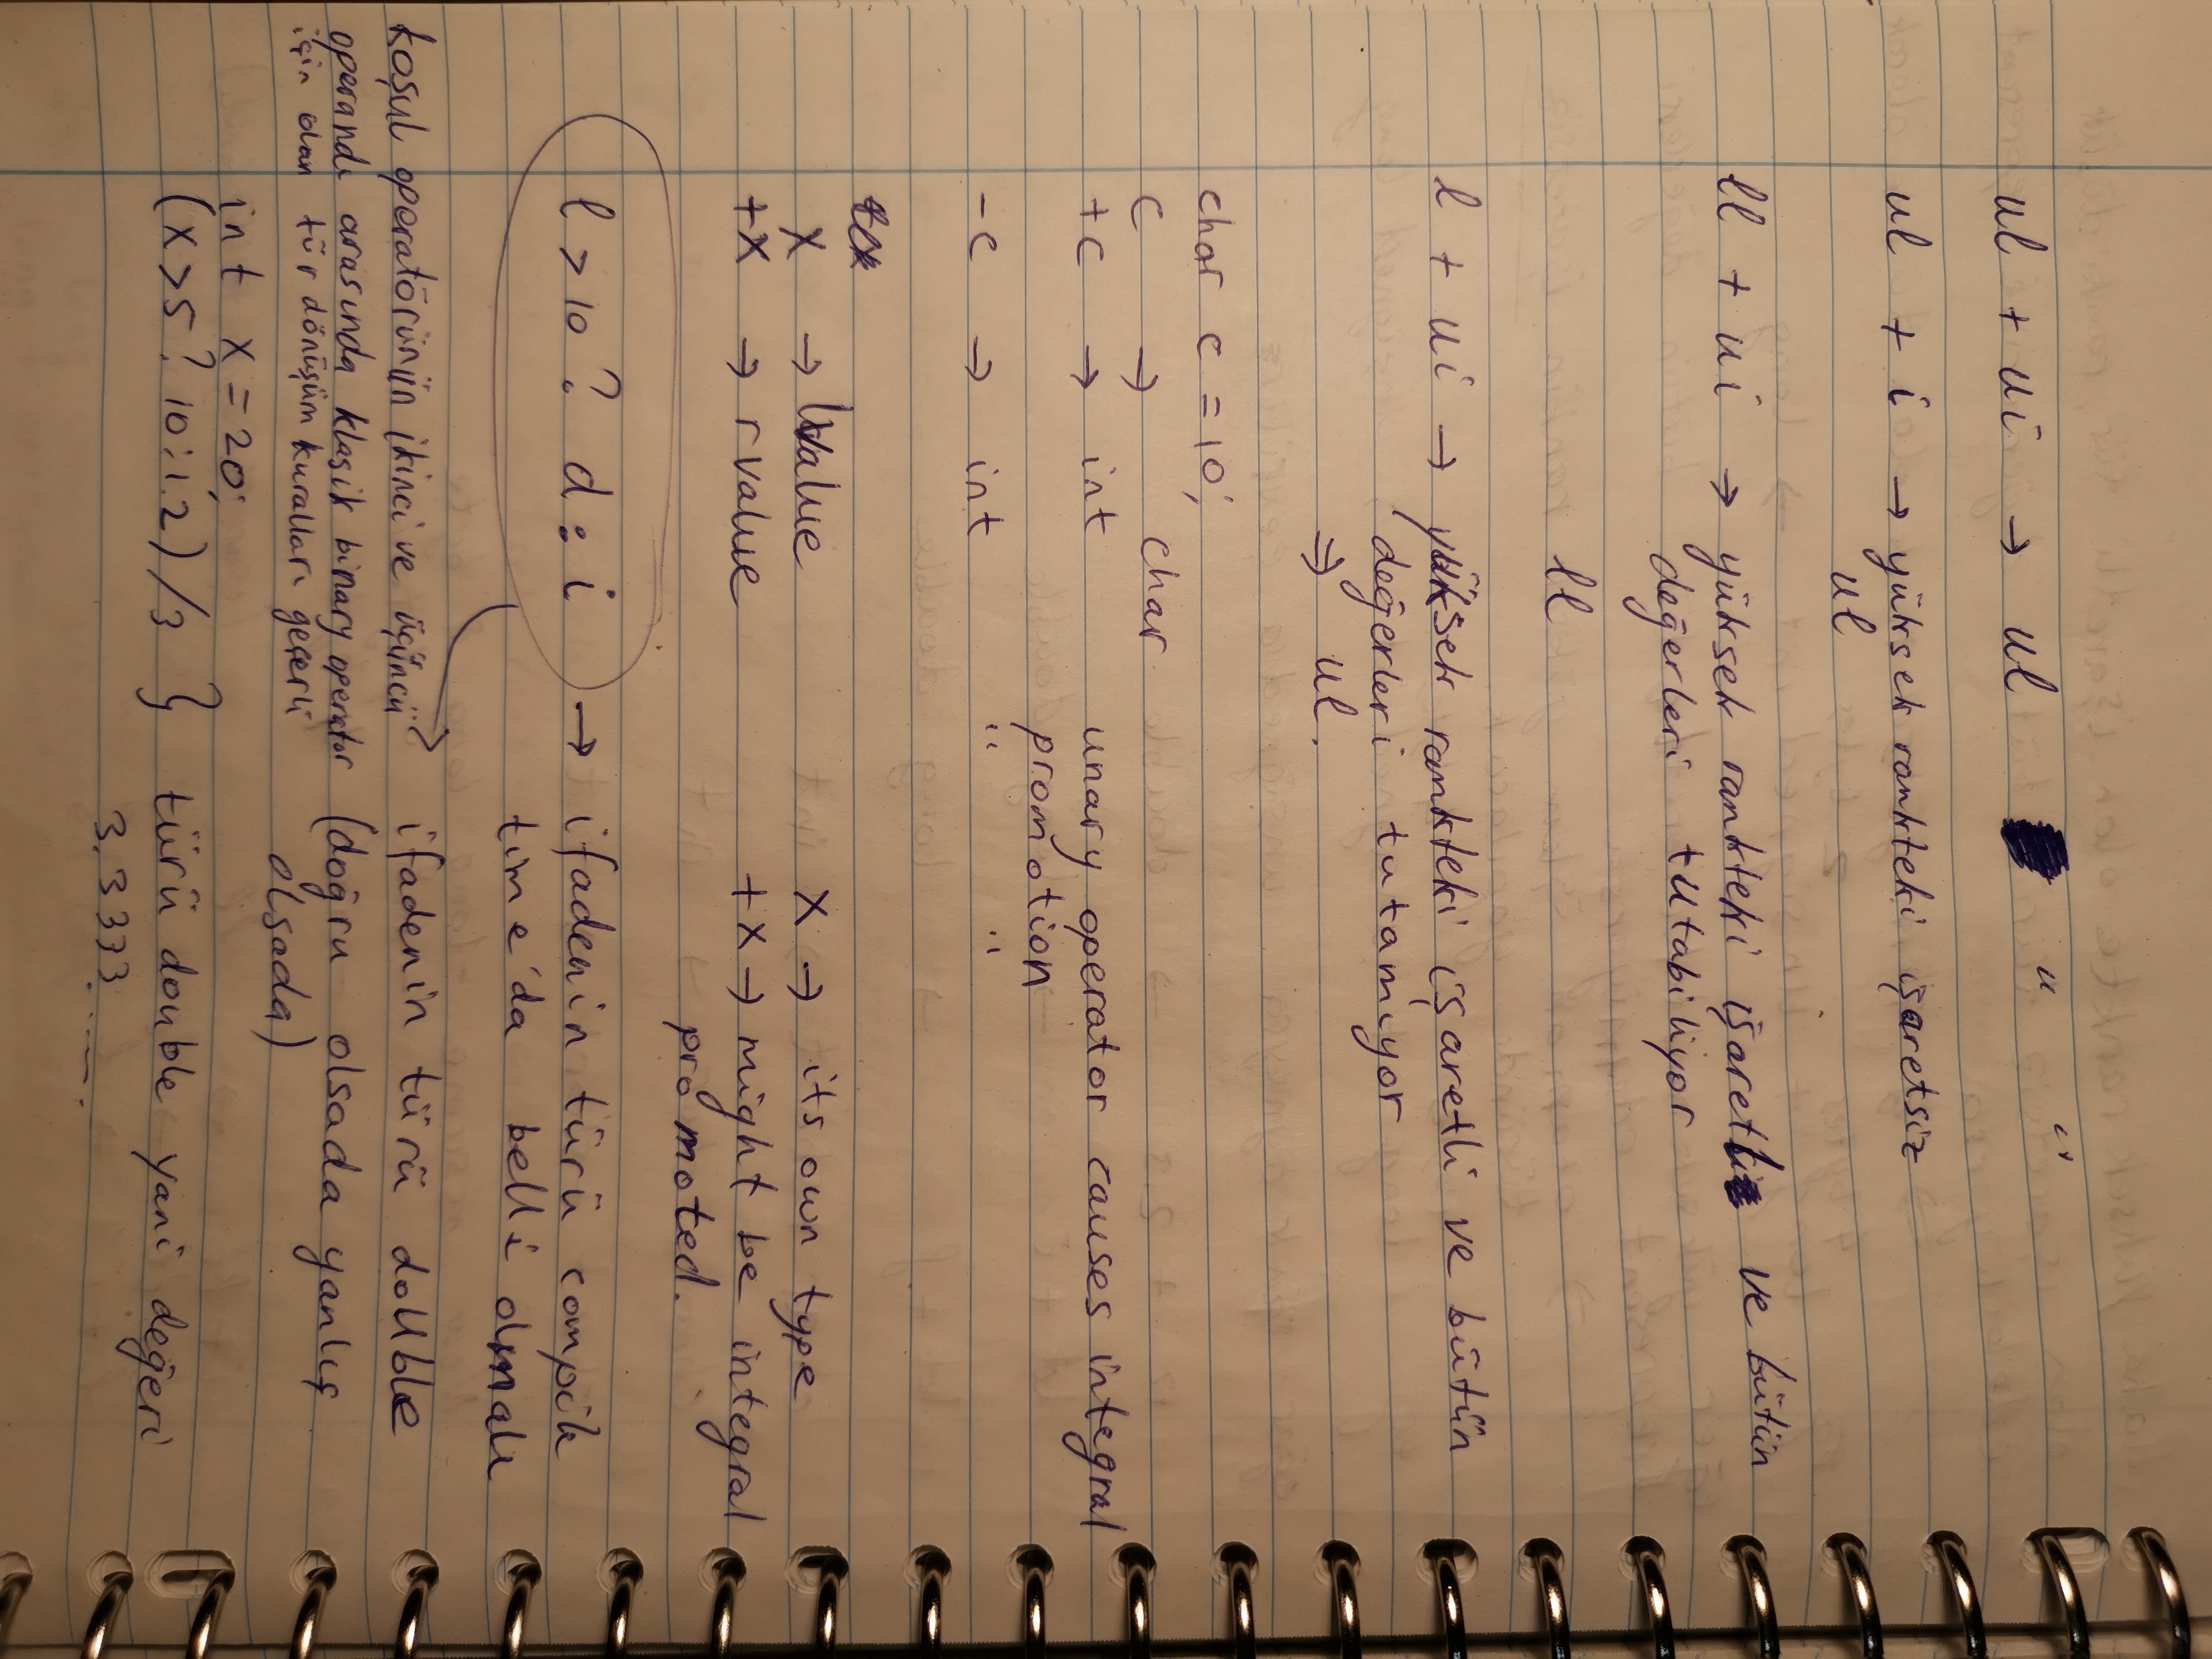 ul + ui → ul " "
ul + i → yüksek rankteki işaretsiz
ul
ll + ui → yüksek rankteki işaretli ve bütün
değerleri tutabiliyor
ll
l + ui → yüksek rankteki işaretli ve bütün
değerleri tutamıyor
⇒ ul.
char c = 10;
c → char
+c → int unary operator causes integral
promotion
-c → int " "
x → Lvalue x → its own type
+x → rvalue +x → might be integral
promoted.
l > 10 ? d : i → ifadenin türü compile
time'da belli olmalı
ifadenin türü double
(doğru olsada yanlış
olsada)
koşul operatörünün ikinci ve üçüncü
operandı arasında klasik binary operator
için olan tür dönüşüm kuralları geçerli
int x = 20;
(x>5 ? 10:1.2) /3 } türü double yani değeri
3.3333......